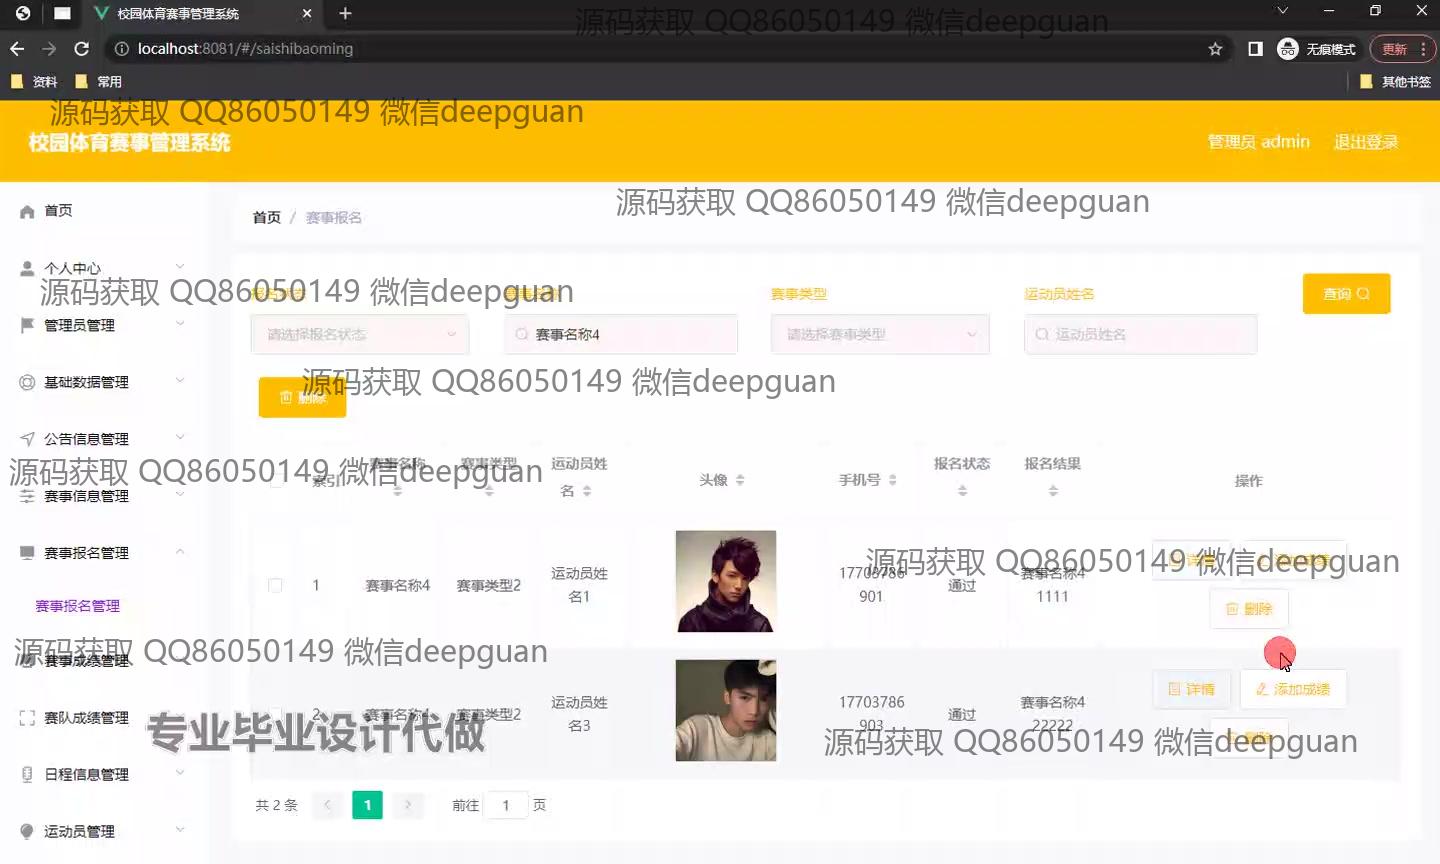 校园体育赛事管理系统
源码获取 QQ86050149 微信deepguan
localhost:8081/#/saishibaoming
无痕模式
更新
资料
常用
其他书签
源码获取 QQ86050149 微信deepguan
校园体育赛事管理系统
管理员 admin
退出登录
源码获取 QQ86050149 微信deepguan
首页
首页 / 赛事报名
个人中心
源码获取 QQ86050149 微信deepguan
赛事类型
运动员姓名
查询
管理员管理
请选择报名状态
赛事名称4
请选择赛事类型
运动员姓名
源码获取 QQ86050149 微信deepguan
基础数据管理
删除
公告信息管理
源码获取 QQ86050149 微信deepguan
索引
赛事名称
赛事类型
运动员姓名
头像
手机号
报名状态
报名结果
操作
赛事信息管理
赛事报名管理
源码获取 QQ86050149 微信deepguan
1
赛事名称4
赛事类型2
运动员姓名1
17703786901
通过
赛事名称4
1111
删除
赛事报名管理
源码获取 QQ86050149 微信deepguan
赛事成绩管理
2
赛事名称4
赛事类型2
运动员姓名3
17703786903
通过
赛事名称4
22222
详情
添加成绩
删除
赛队成绩管理
专业毕业设计代做
源码获取 QQ86050149 微信deepguan
日程信息管理
共 2 条
1
前往 1 页
运动员管理